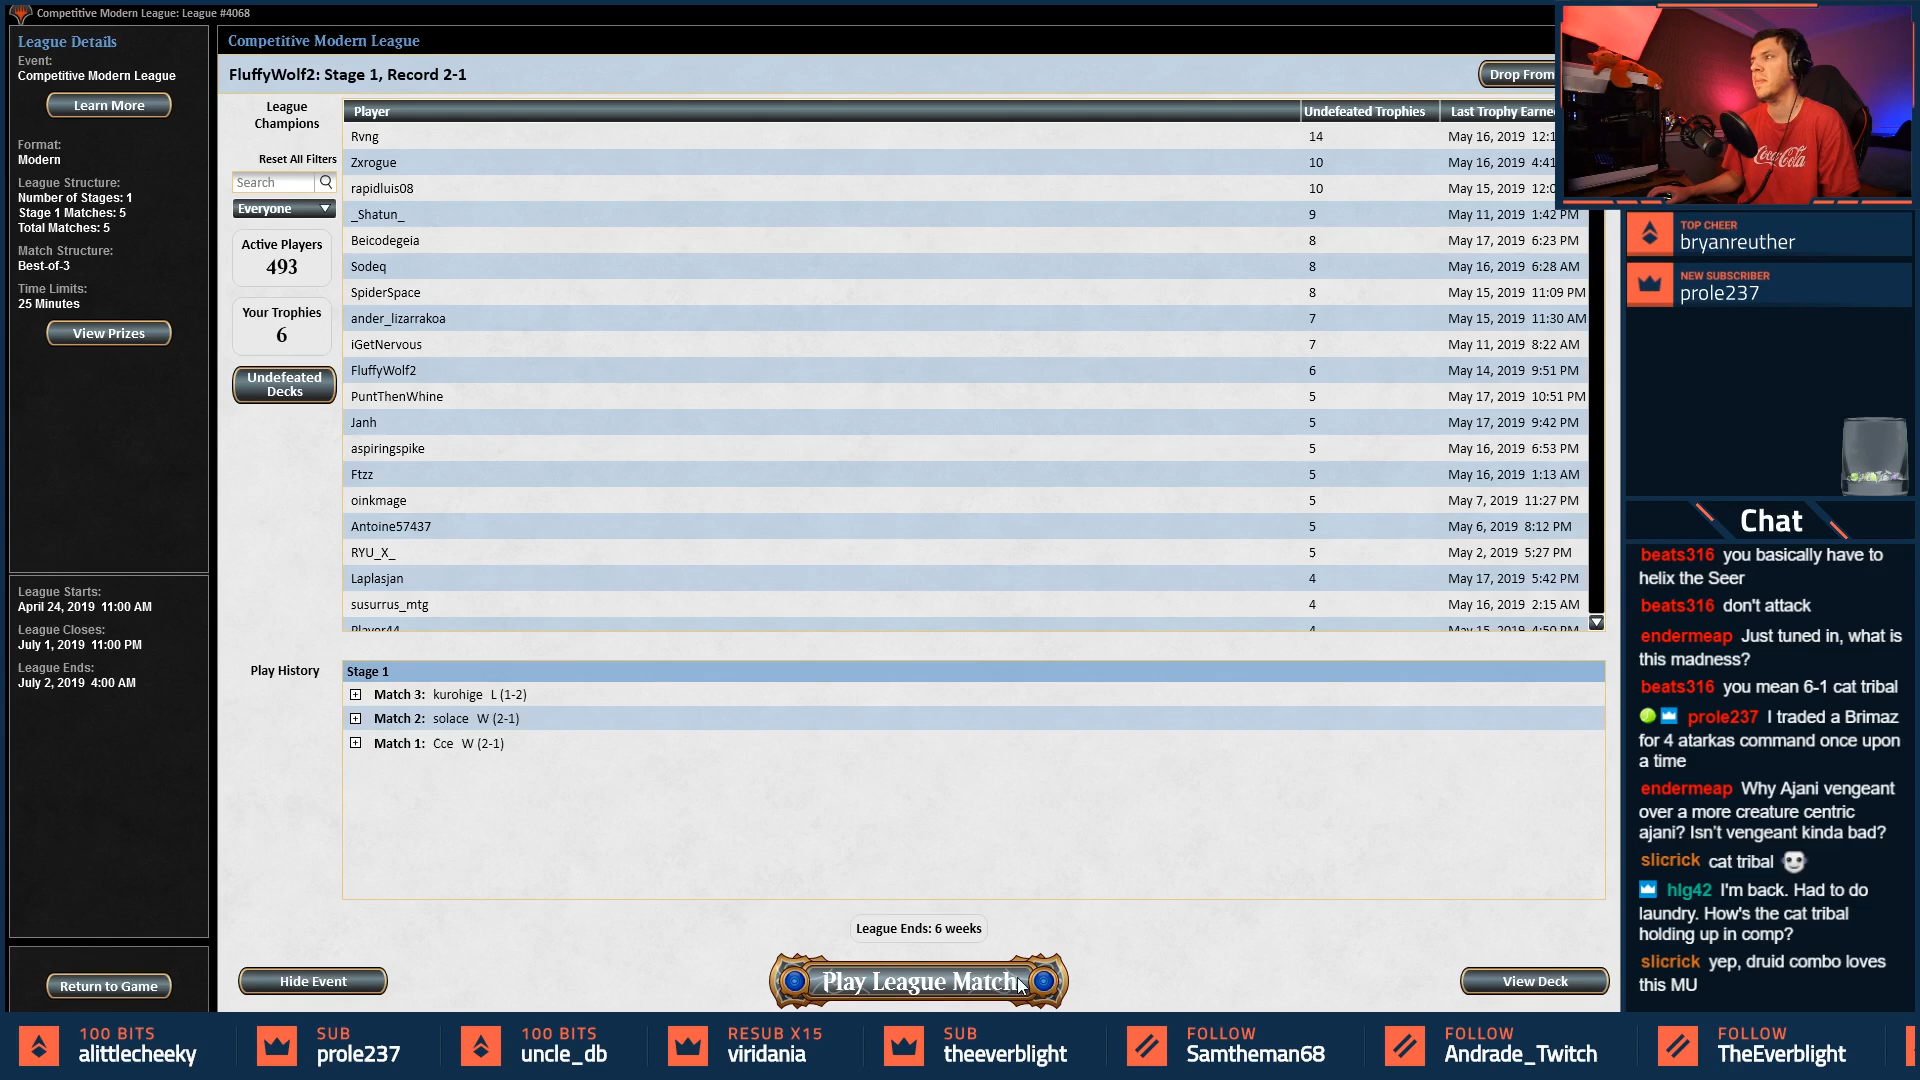 Competitive Modern League: League #4068
League Details
Event:
Competitive Modern League
Learn More
Format:
Modern
League Structure:
Number of Stages: 1
Stage 1 Matches: 5
Total Matches: 5
Match Structure:
Best-of-3
Time Limits:
25 Minutes
View Prizes
League Starts:
April 24, 2019 11:00 AM
League Closes:
July 1, 2019 11:00 PM
League Ends:
July 2, 2019 4:00 AM
Return to Game
Competitive Modern League
FluffyWolf2: Stage 1, Record 2-1
Drop From
League
Champions
Reset All Filters
Search
Everyone
Active Players
493
Your Trophies
6
Undefeated
Decks
Player Undefeated Trophies Last Trophy Earne
Rvng 14 May 16, 2019 12:1
Zxrogue 10 May 16, 2019 4:41
rapidluis08 10 May 15, 2019 12:0
_Shatun_ 9 May 11, 2019 1:42 PM
Beicodegeia 8 May 17, 2019 6:23 PM
Sodeq 8 May 16, 2019 6:28 AM
SpiderSpace 8 May 15, 2019 11:09 PM
ander_lizarrakoa 7 May 15, 2019 11:30 AM
iGetNervous 7 May 11, 2019 8:22 AM
FluffyWolf2 6 May 14, 2019 9:51 PM
PuntThenWhine 5 May 17, 2019 10:51 PM
Janh 5 May 17, 2019 9:42 PM
aspiringspike 5 May 16, 2019 6:53 PM
Ftzz 5 May 16, 2019 1:13 AM
oinkmage 5 May 7, 2019 11:27 PM
Antoine57437 5 May 6, 2019 8:12 PM
RYU_X_ 5 May 2, 2019 5:27 PM
Laplasjan 4 May 17, 2019 5:42 PM
susurrus_mtg 4 May 16, 2019 2:15 AM
Player44 4 May 15, 2019 4:50 PM
Play History
Stage 1
Match 3: kurohige L (1-2)
Match 2: solace W (2-1)
Match 1: Cce W (2-1)
League Ends: 6 weeks
Hide Event
Play League Match
View Deck
Coca-Cola
TOP CHEER
bryanreuther
NEW SUBSCRIBER
prole237
Chat
beats316 you basically have to
helix the Seer
beats316 don't attack
endermeap Just tuned in, what is
this madness?
beats316 you mean 6-1 cat tribal
prole237 I traded a Brimaz
for 4 atarkas command once upon
a time
endermeap Why Ajani vengeant
over a more creature centric
ajani? Isn't vengeant kinda bad?
slicrick cat tribal
hlg42 I'm back. Had to do
laundry. How's the cat tribal
holding up in comp?
slicrick yep, druid combo loves
this MU
100 BITS
alittlecheeky
SUB
prole237
100 BITS
uncle_db
RESUB X15
viridania
SUB
theeverblight
FOLLOW
Samtheman68
FOLLOW
Andrade_Twitch
FOLLOW
TheEverblight